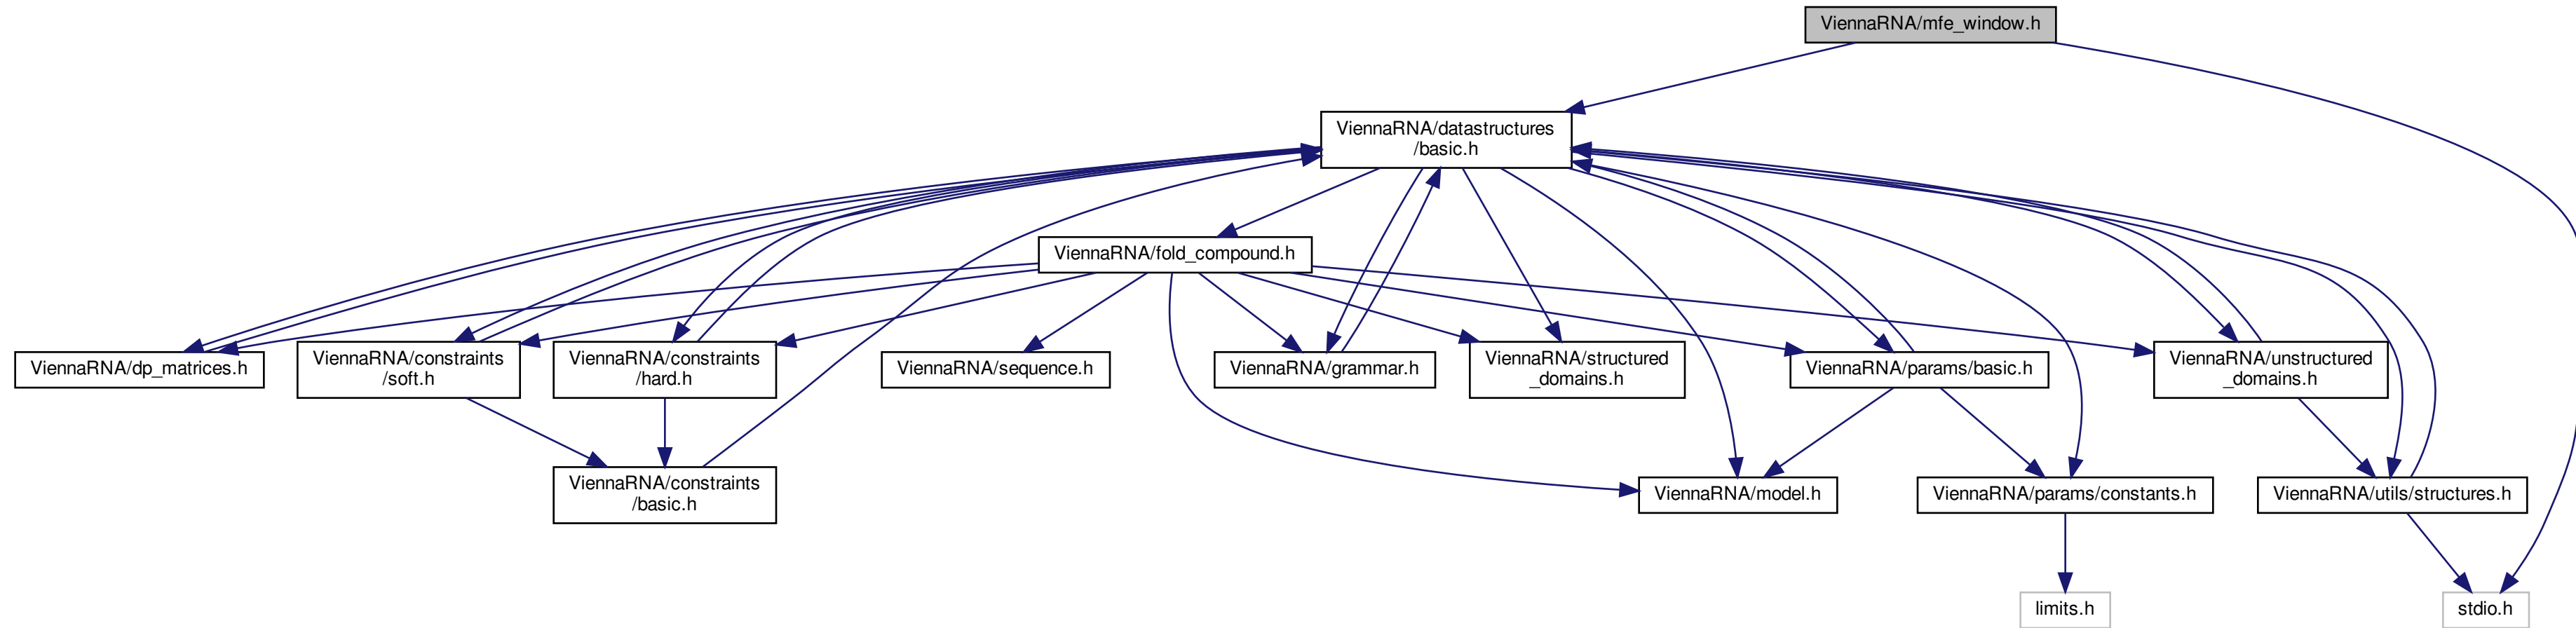 ViennaRNA/mfe_window.h
ViennaRNA/datastructures
/basic.h
ViennaRNA/fold_compound.h
ViennaRNA/dp_matrices.h
ViennaRNA/constraints
/soft.h
ViennaRNA/constraints
/hard.h
ViennaRNA/sequence.h
ViennaRNA/grammar.h
ViennaRNA/structured
_domains.h
ViennaRNA/params/basic.h
ViennaRNA/unstructured
_domains.h
ViennaRNA/constraints
/basic.h
ViennaRNA/model.h
ViennaRNA/params/constants.h
ViennaRNA/utils/structures.h
limits.h
stdio.h